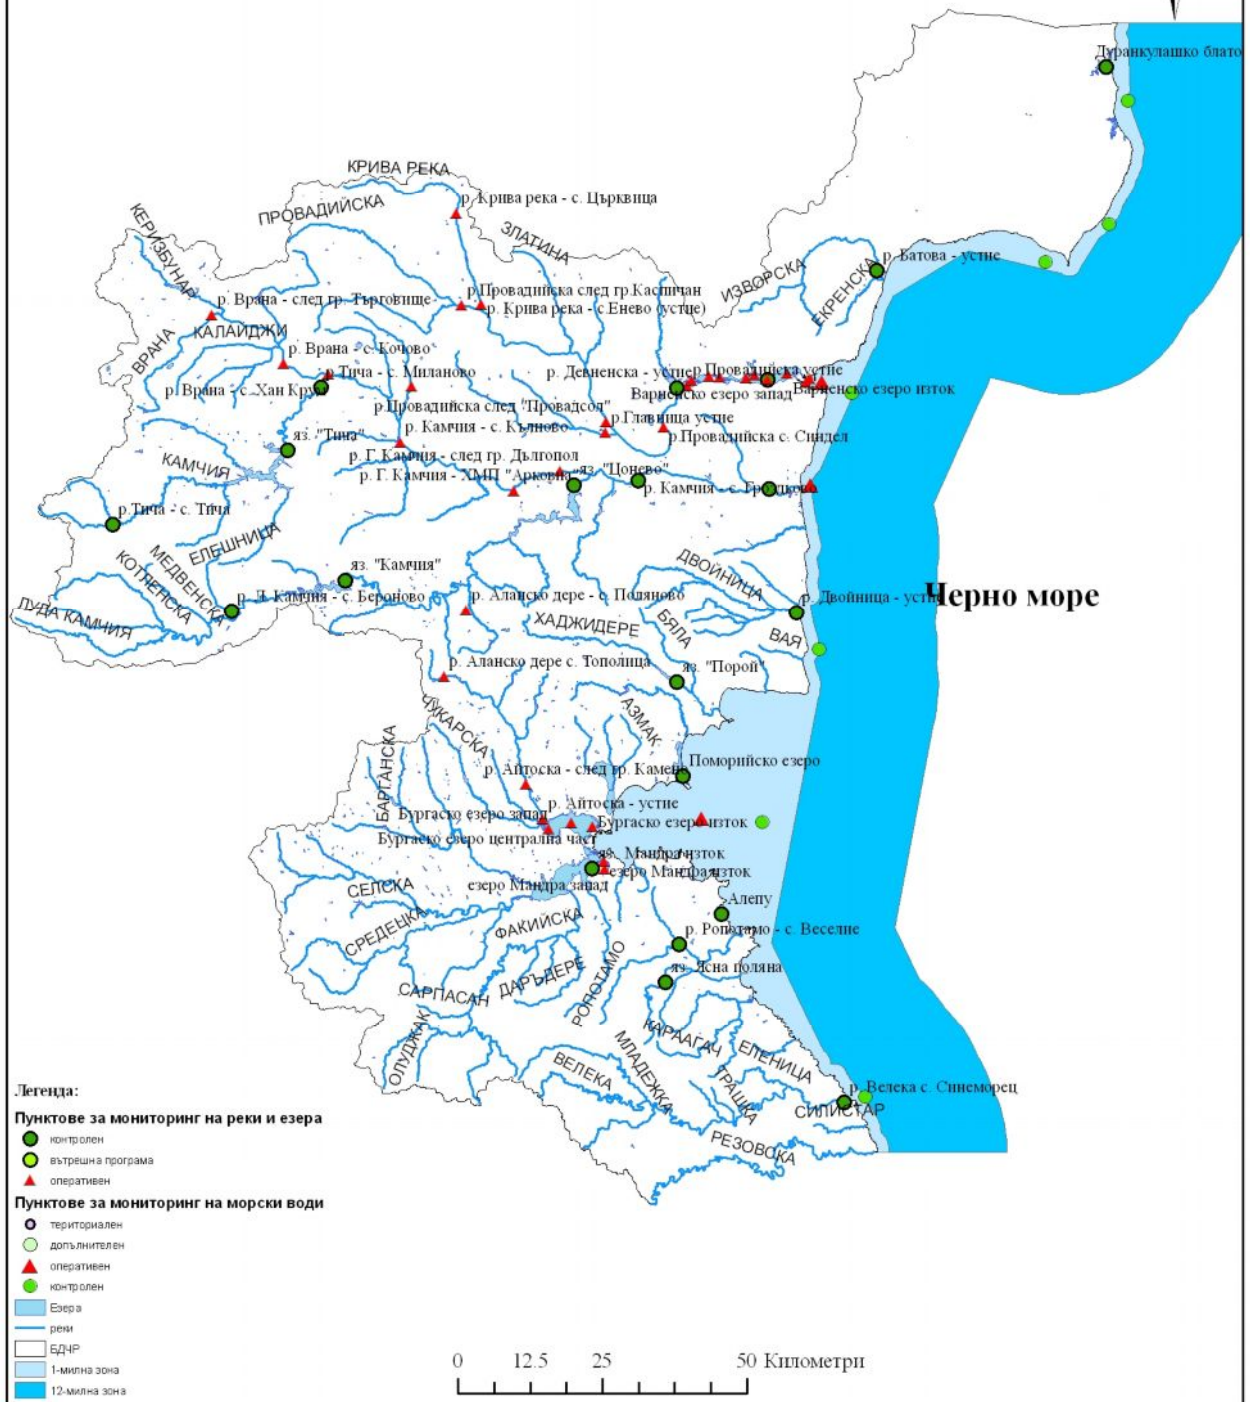 Дуранкулашко блато
КРИВА РЕКА
р. Крива река - с. Църквица
ПРОВАДИЙСКА
КЕРИЗБУНАР
ЗЛАТИНА
р. Батова - устие
ИЗВОРСКА
ЕКРЕНСКА
р.Провадийска след гр.Каспичан
р. Врана - след гр. Търговище
р. Крива река - с.Енево (устие)
КАЛАЙДЖИ
ВРАНА
р. Врана - с. Кочово
р.Тича - с. Миланово
р. Девненска - устие
р.Провадийска устие
р. Врана - с. Хан Крум
Варненско езеро запад
Варненско езеро изток
р.Провадийска след "Провадсол"
р.Главница устие
р. Камчия - с. Кълново
р.Провадийска с. Синдел
яз. "Тича"
р. Г. Камчия - след гр. Дългопол
КАМЧИЯ
р. Г. Камчия - ХМП "Арковна"
яз. "Цонево"
р. Камчия - с. Гроздьово
р.Тича - с. Тича
ЕЛЕШНИЦА
МЕДВЕНСКА
КОТЛЕНСКА
яз. "Камчия"
ДВОЙНИЦА
р. Л. Камчия - с. Бероново
р. Аланско дере - с. Поляново
р. Двойница - устие
Черно море
ЛУДА КАМЧИЯ
ХАДЖИДЕРЕ
БЯЛА
ВАЯ
р. Аланско дере с. Тополица
яз. "Порой"
ЧУКАРСКА
АЗМАК
БАРГАНСКА
Поморийско езеро
р. Айтоска - след гр. Камено
р. Айтоска - устие
Бургаско езеро запад
Бургаско езеро изток
Бургаско езеро централна част
яз. Мандра изток
езеро Мандра изток
езеро Мандра запад
СЕЛСКА
Алепу
СРЕДЕЦКА
ФАКИЙСКА
р. Ропотамо - с. Веселие
яз. Ясна поляна
САРПАСАН
ДАРЪДЕРЕ
РОПОТАМО
ОЛУДЖАК
КАРААГАЧ
ЕЛЕНИЦА
МЛАДЕЖКА
ВЕЛЕКА
ТРАШКА
р. Велека с. Синеморец
СИЛИСТАР
РЕЗОВСКА
Легенда:
Пунктове за мониторинг на реки и езера
контролен
вътрешна програма
оперативен
Пунктове за мониторинг на морски води
териториален
допълнителен
оперативен
контролен
Езера
реки
БДЧР
1-милна зона
12-милна зона
0 12.5 25 50 Километри